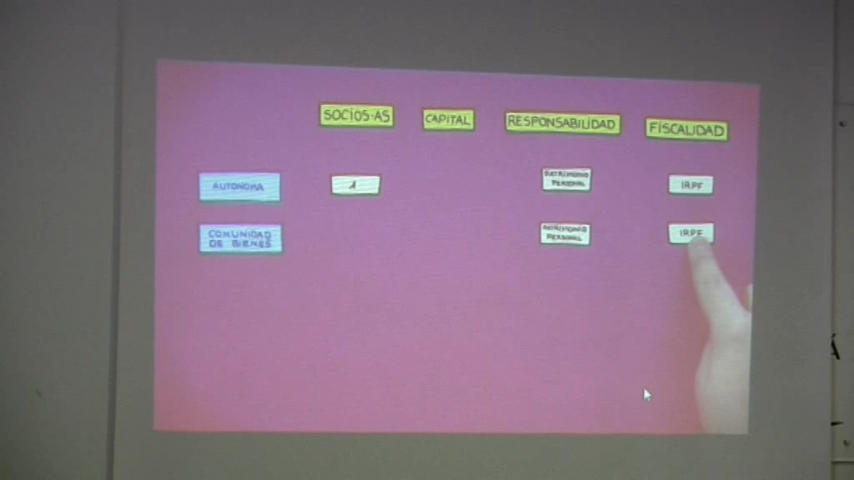 SOCIOS·AS CAPITAL RESPONSABILIDAD FISCALIDAD
AUTONOMA 1 PATRIMONIO PERSONAL IRPF
COMUNIDAD DE BIENES PATRIMONIO PERSONAL IRPF